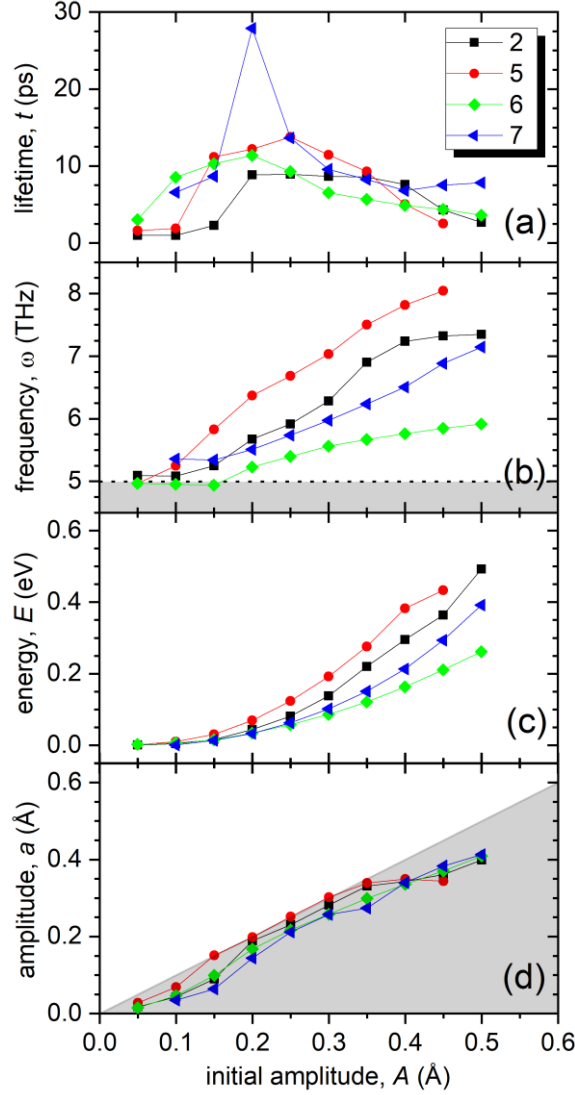 30
20
10
0
lifetime, t (ps)
2
5
6
7
(a)
8
7
6
5
frequency, ω (THz)
(b)
0.6
0.4
0.2
0.0
energy, E (eV)
(c)
0.6
0.4
0.2
0.0
amplitude, a (Å)
(d)
0.0 0.1 0.2 0.3 0.4 0.5 0.6
initial amplitude, A (Å)